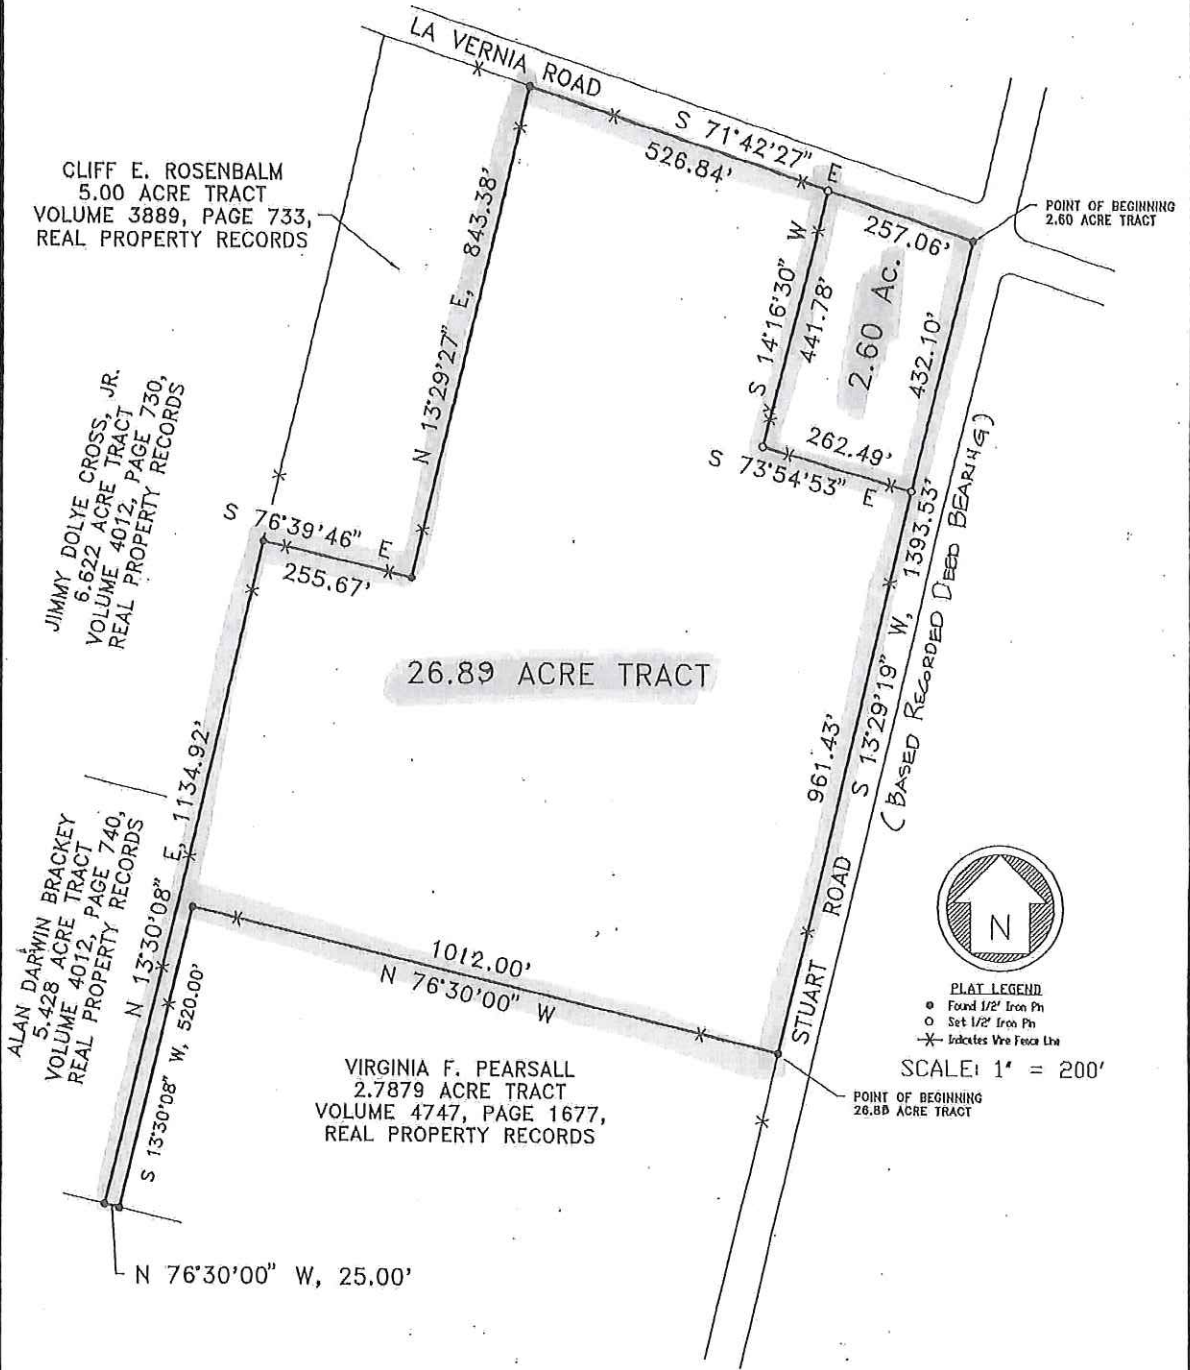 LA VERNIA ROAD
S 71°42'27" E
526.84'
257.06'
POINT OF BEGINNING
2.60 ACRE TRACT
CLIFF E. ROSENBALM
5.00 ACRE TRACT
VOLUME 3889, PAGE 733,
REAL PROPERTY RECORDS
N 13°29'27" E, 843.38'
S 14°16'30" W
441.78'
2.60 Ac.
432.10'
262.49'
S 73°54'53" E
JIMMY DOLYE CROSS, JR.
6.622 ACRE TRACT
VOLUME 4012, PAGE 730,
REAL PROPERTY RECORDS
S 76°39'46" E
255.67'
26.89 ACRE TRACT
S 13°29'19" W, 1393.53'
(BASED RECORDED DEED BEARING)
961.43'
STUART ROAD
N 13°30'08" E, 1134.92'
ALAN DARWIN BRACKEY
5.428 ACRE TRACT
VOLUME 4012, PAGE 740,
REAL PROPERTY RECORDS
S 13°30'08" W, 520.00'
1012.00'
N 76°30'00" W
N
PLAT LEGEND
Found 1/2" Iron Pin
Set 1/2" Iron Pin
Indicates Wire Fence Line
SCALE: 1" = 200'
VIRGINIA F. PEARSALL
2.7879 ACRE TRACT
VOLUME 4747, PAGE 1677,
REAL PROPERTY RECORDS
POINT OF BEGINNING
ACRE TRACT
N 76°30'00" W, 25.00'